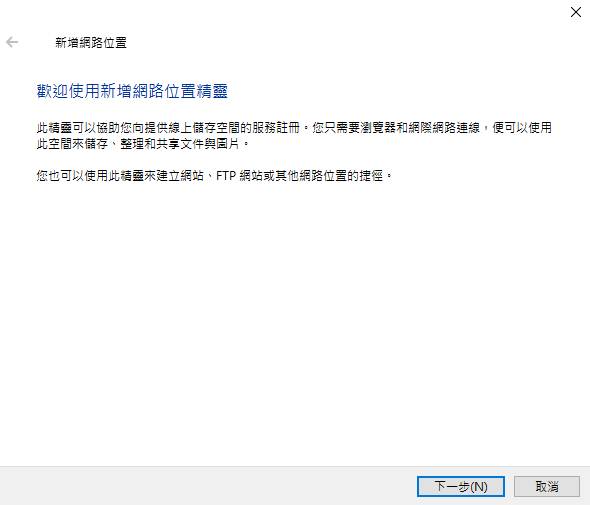 新增網路位置
歡迎使用新增網路位置精靈
此精靈可以協助您向提供線上儲存空間的服務註冊。您只需要瀏覽器和網際網路連線，便可以使用
此空間來儲存、整理和共享文件與圖片。
您也可以使用此精靈來建立網站、FTP 網站或其他網路位置的捷徑。
下一步(N)
取消